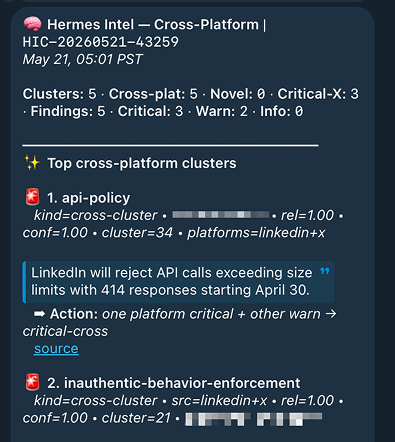 🧠 Hermes Intel — Cross-Platform |
HIC-20260521-43259
May 21, 05:01 PST
Clusters: 5 · Cross-plat: 5 · Novel: 0 · Critical-X: 3
· Findings: 5 · Critical: 3 · Warn: 2 · Info: 0
✨ Top cross-platform clusters
🚨 1. api-policy
kind=cross-cluster • • rel=1.00 •
conf=1.00 • cluster=34 • platforms=linkedin+x
LinkedIn will reject API calls exceeding size
limits with 414 responses starting April 30.
➡ Action: one platform critical + other warn →
critical-cross
source
🚨 2. inauthentic-behavior-enforcement
kind=cross-cluster • src=linkedin+x • rel=1.00 •
conf=1.00 • cluster=21 •